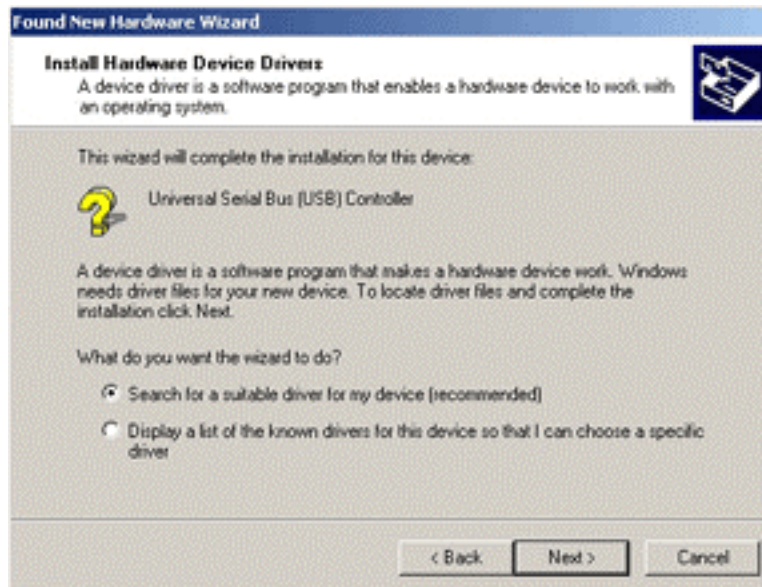 Found New Hardware Wizard
Install Hardware Device Drivers
A device driver is a software program that enables a hardware device to work with
an operating system.
This wizard will complete the installation for this device:
Universal Serial Bus (USB) Controller
A device driver is a software program that makes a hardware device work. Windows
needs driver files for your new device. To locate driver files and complete the
installation click Next.
What do you want the wizard to do?
Search for a suitable driver for my device (recommended)
Display a list of the known drivers for this device so that I can choose a specific
driver
< Back Next > Cancel